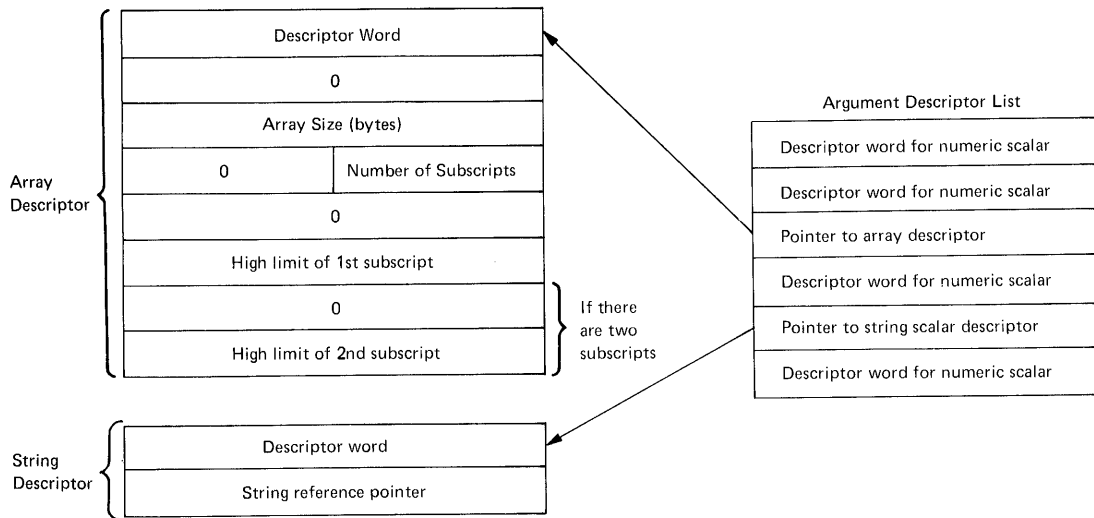 Array
Descriptor
Descriptor Word
0
Array Size (bytes)
0
Number of Subscripts
0
High limit of 1st subscript
0
High limit of 2nd subscript
If there
are two
subscripts
String
Descriptor
Descriptor word
String reference pointer
Argument Descriptor List
Descriptor word for numeric scalar
Descriptor word for numeric scalar
Pointer to array descriptor
Descriptor word for numeric scalar
Pointer to string scalar descriptor
Descriptor word for numeric scalar